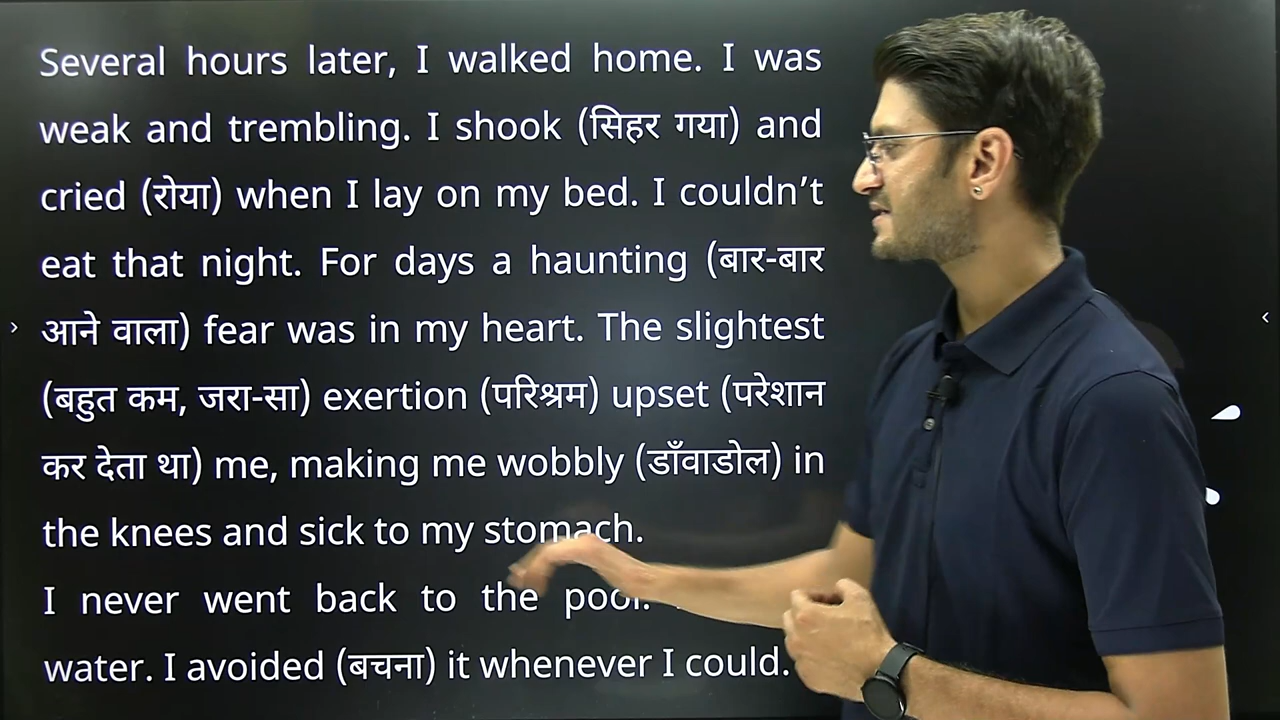 Several hours later, I walked home. I was
weak and trembling. I shook (सिहर गया) and
cried (रोया) when I lay on my bed. I couldn’t
eat that night. For days a haunting (बार-बार
आने वाला) fear was in my heart. The slightest
(बहुत कम, जरा-सा) exertion (परिश्रम) upset (परेशान
कर देता था) me, making me wobbly (डाँवाडोल) in
the knees and sick to my stomach.
I never went back to the pool.
water. I avoided (बचना) it whenever I could.